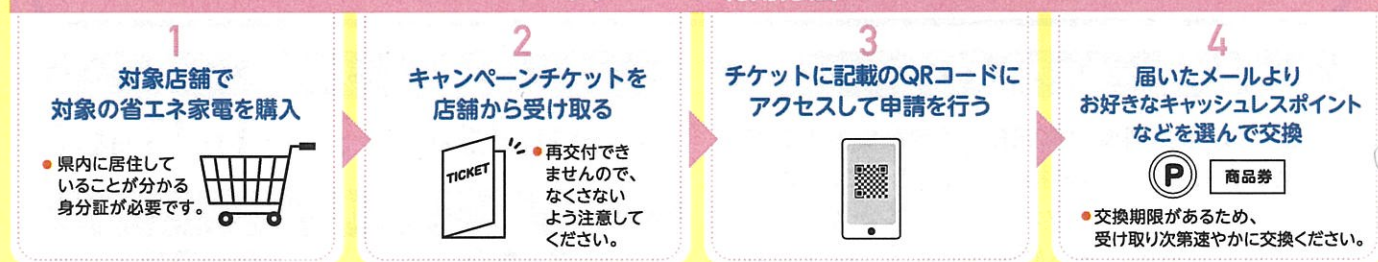 1
対象店舗で
対象の省エネ家電を購入
●県内に居住して
いることが分かる
身分証が必要です。
2
キャンペーンチケットを
店舗から受け取る
TICKET
●再交付でき
ませんので、
なくさない
よう注意して
ください。
3
チケットに記載のQRコードに
アクセスして申請を行う
4
届いたメールより
お好きなキャッシュレスポイント
などを選んで交換
P
商品券
●交換期限があるため、
受け取り次第速やかに交換ください。